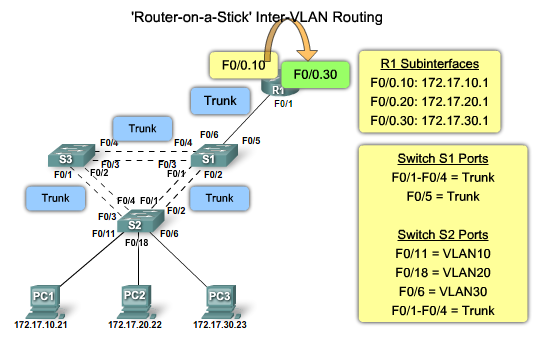 'Router-on-a-Stick' Inter-VLAN Routing
F0/0.10
F0/0.30
R1
F0/1
Trunk
Trunk
F0/6
F0/5
F0/4
F0/4
S3
F0/3
F0/3
S1
F0/1
F0/2
F0/1
F0/2
Trunk
Trunk
F0/4
F0/1
F0/3
F0/2
S2
F0/11
F0/18
F0/6
PC1
PC2
PC3
172.17.10.21
172.17.20.22
172.17.30.23
R1 Subinterfaces
F0/0.10: 172.17.10.1
F0/0.20: 172.17.20.1
F0/0.30: 172.17.30.1
Switch S1 Ports
F0/1-F0/4 = Trunk
F0/5 = Trunk
Switch S2 Ports
F0/11 = VLAN10
F0/18 = VLAN20
F0/6 = VLAN30
F0/1-F0/4 = Trunk